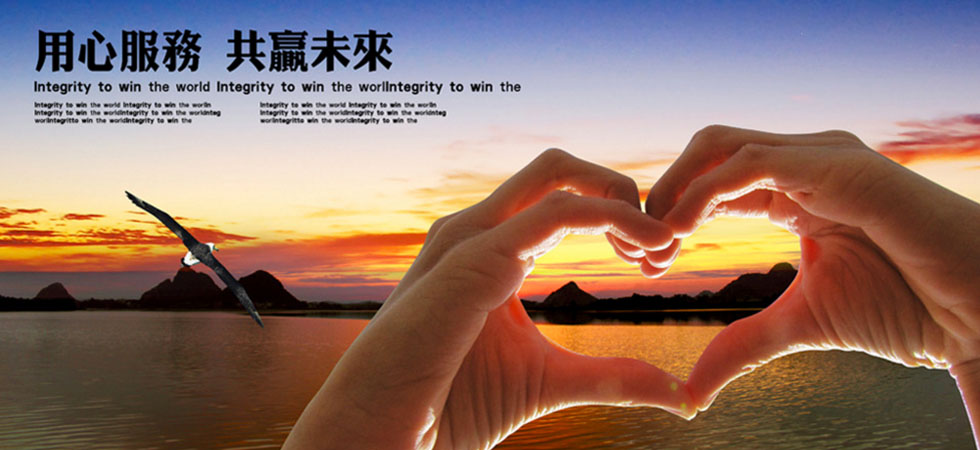 用心服務 共贏未來
Integrity to win the world Integrity to win the worlIntegrity to win the
Integrity to win the world Integrity to win the worlIn
Integrity to win the worldIntegrity to win the worldInteg
worlIntegritto win the worldIntegrity to win the
Integrity to win the world Integrity to win the worlIn
Integrity to win the worldIntegrity to win the worldInteg
worlIntegritto win the worldIntegrity to win the